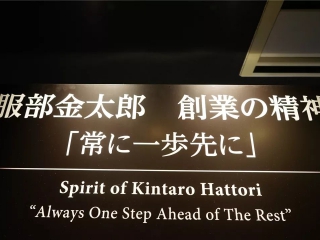 服部金太郎　創業の精神
「常に一歩先に」
Spirit of Kintaro Hattori
“Always One Step Ahead of The Rest”